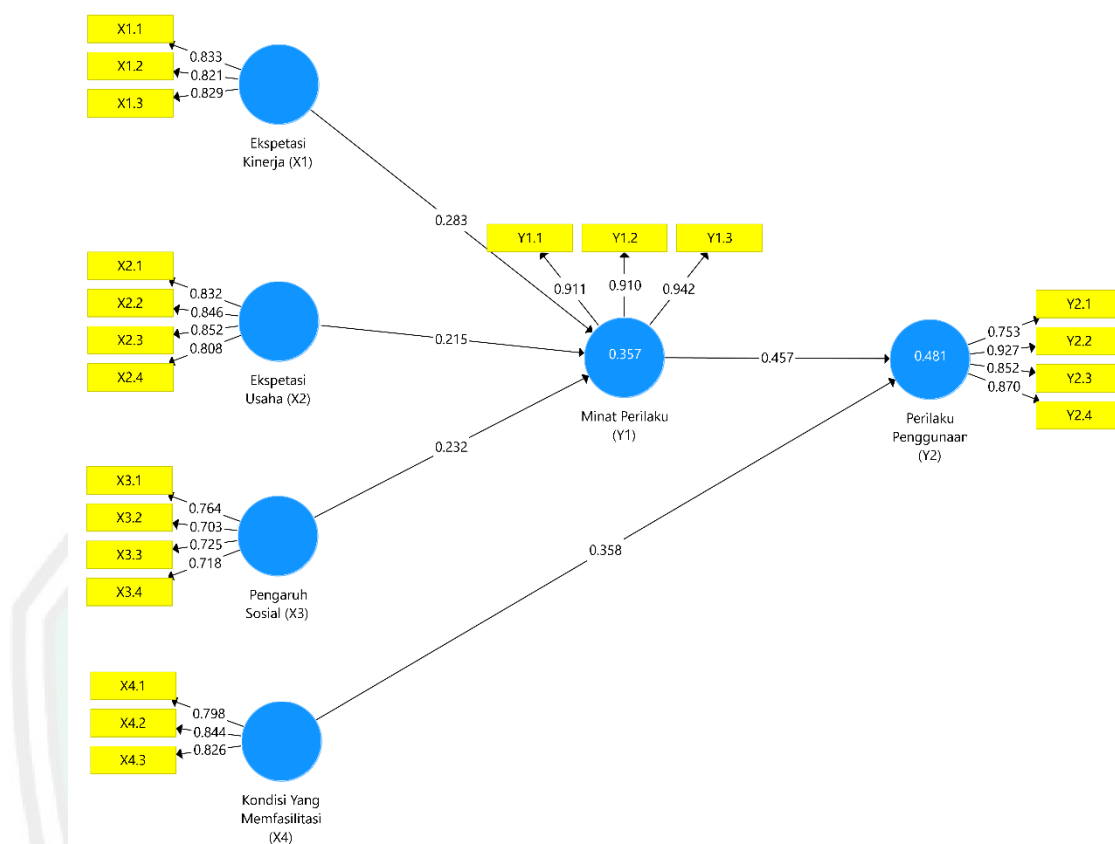 X1.1
X1.2
X1.3
0.833
0.821
0.829
Ekspetasi
Kinerja (X1)
0.283
X2.1
X2.2
X2.3
X2.4
0.832
0.846
0.852
0.808
Ekspetasi
Usaha (X2)
0.215
X3.1
X3.2
X3.3
X3.4
0.764
0.703
0.725
0.718
Pengaruh
Sosial (X3)
0.232
X4.1
X4.2
X4.3
0.798
0.844
0.826
Kondisi Yang
Memfasilitasi
(X4)
0.358
Y1.1
Y1.2
Y1.3
0.911
0.910
0.942
0.357
Minat Perilaku
(Y1)
0.457
0.481
Perilaku
Penggunaan
(Y2)
0.753
0.927
0.852
0.870
Y2.1
Y2.2
Y2.3
Y2.4